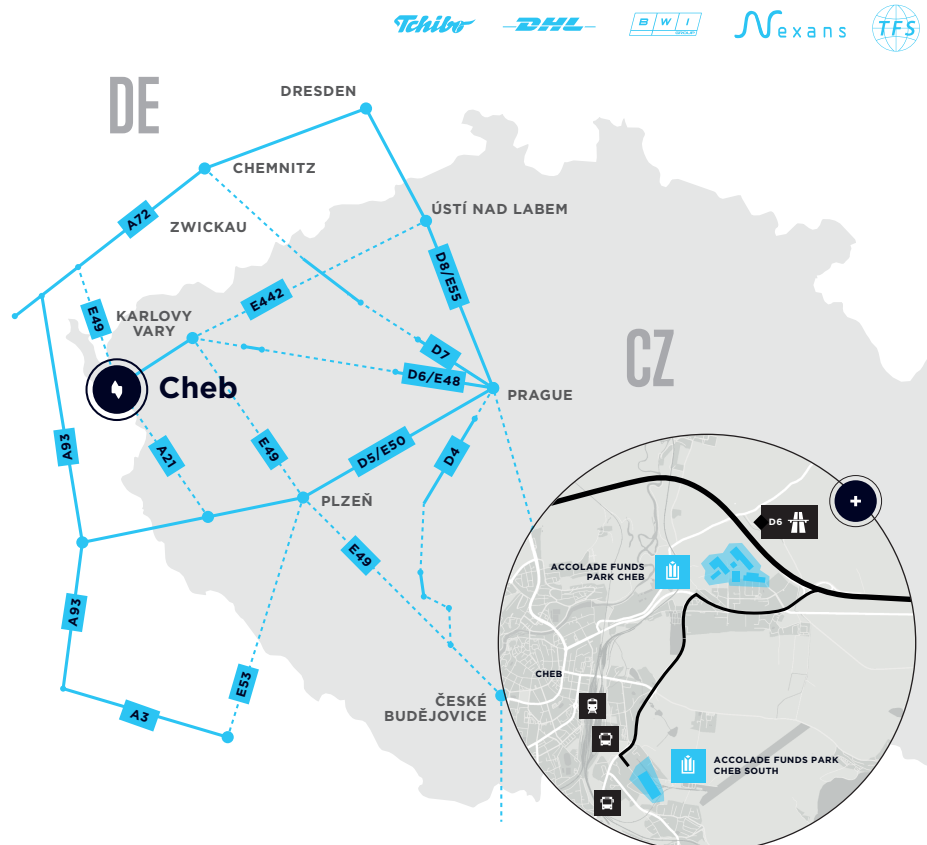 Tchibo
DHL
BWI
GROUP
Nexans
TFS
DE
DRESDEN
CHEMNITZ
A72
ZWICKAU
ÚSTÍ NAD LABEM
D8/E55
E442
E49
KARLOVY
VARY
D7
CZ
D6/E48
Cheb
PRAGUE
A93
A21
E49
D5/E50
D4
PLZEŇ
D6
E49
ACCOLADE FUNDS
PARK CHEB
A93
CHEB
E53
ČESKÉ
BUDĚJOVICE
A3
ACCOLADE FUNDS PARK
CHEB SOUTH